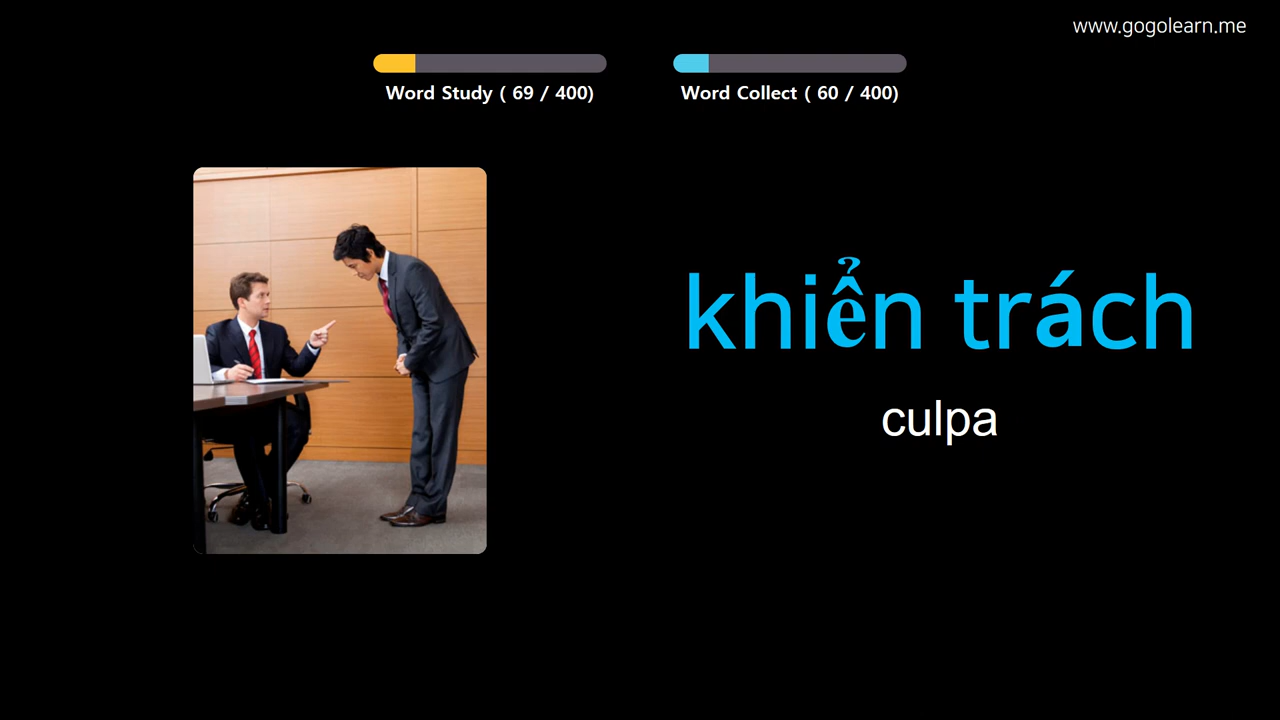 www.gogolearn.me
Word Study ( 69 / 400)
Word Collect ( 60 / 400)
khiển trách
culpa